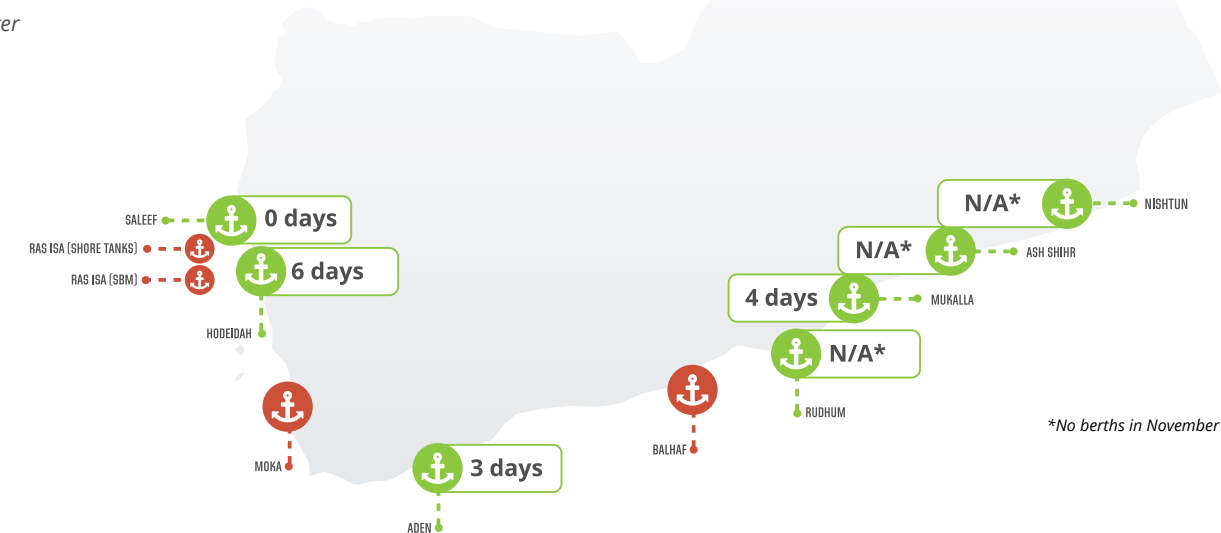 N/A*
NISHTUN
SALEEF
0 days
RAS ISA (SHORE TANKS)
N/A*
ASH SHIHR
RAS ISA (SBM)
6 days
4 days
MUKALLA
HODEIDAH
N/A*
RUDHUM
*No berths in November
BALHAF
MOKA
3 days
ADEN